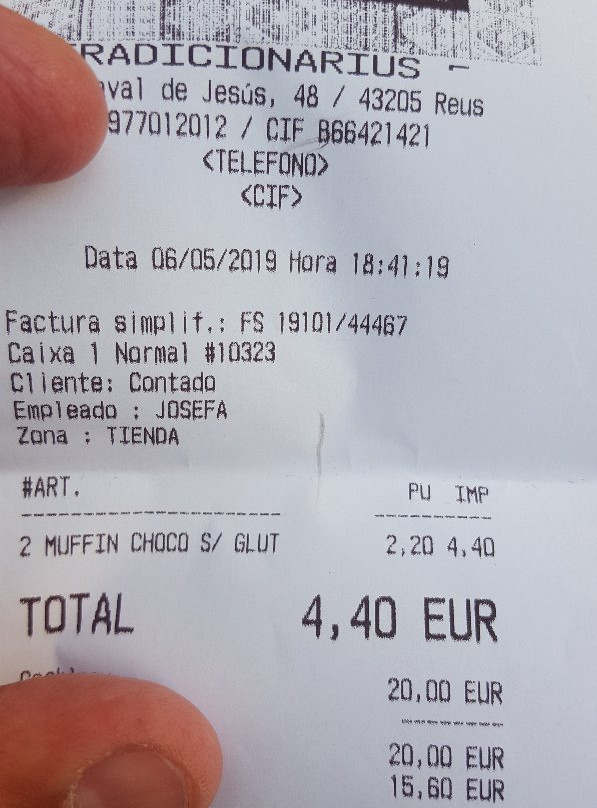 RADICIONARIUS -
de Jesús, 48 / 43205 Reus
977012012 / CIF B66421421
<TELEFONO>
<CIF>
Data 06/05/2019 Hora 18:41:19
Factura simplif.: FS 19101/44467
Caixa 1 Normal #10323
Cliente: Contado
Empleado : JOSEFA
Zona : TIENDA
#ART. PU IMP
2 MUFFIN CHOCO S/ GLUT 2,20 4,40
TOTAL 4,40 EUR
20,00 EUR
20,00 EUR
15,60 EUR